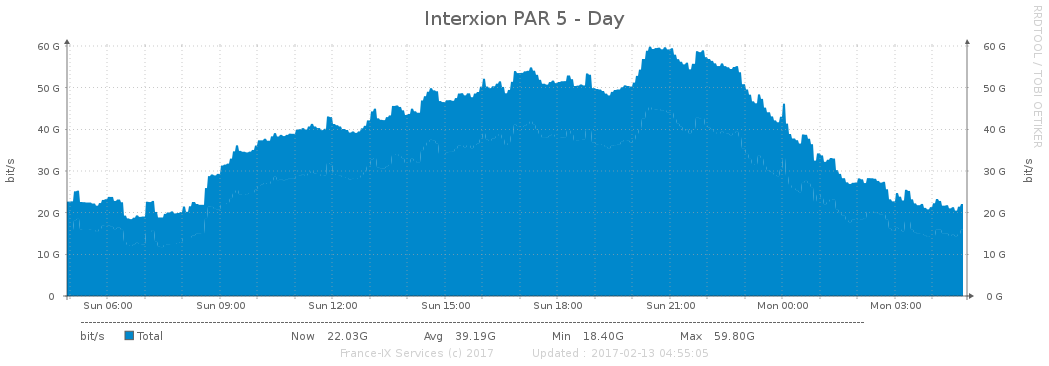 Interxion PAR 5 - Day
RRDTOOL / TOBI OETIKER
60 G 60 G
50 G 50 G
40 G 40 G
30 G 30 G
20 G 20 G
10 G 10 G
0 0 G
bit/s bit/s
Sun 06:00 Sun 09:00 Sun 12:00 Sun 15:00 Sun 18:00 Sun 21:00 Mon 00:00 Mon 03:00
bit/s Total Now 22.03G Avg 39.19G Min 18.40G Max 59.80G
France-IX Services (c) 2017 Updated : 2017-02-13 04:55:05